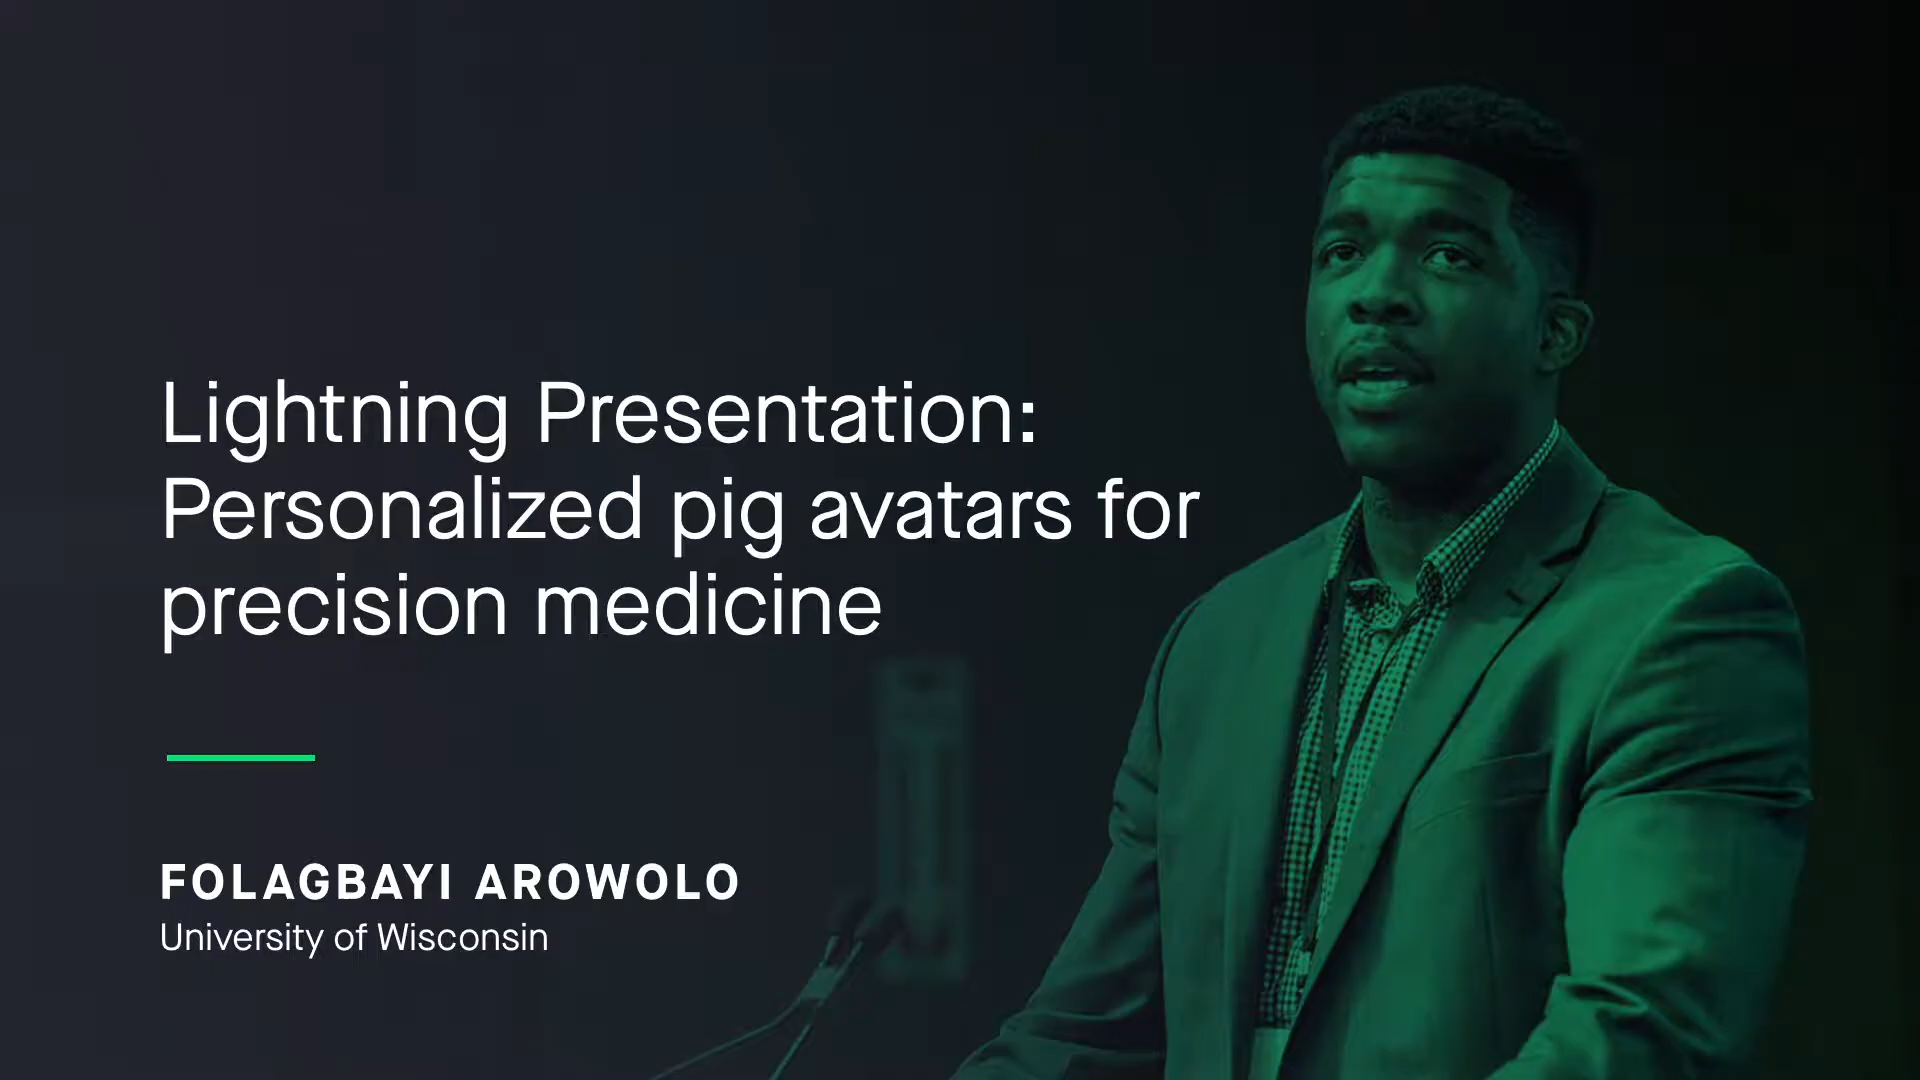 Lightning Presentation:
Personalized pig avatars for
precision medicine
FOLAGBAYI AROWOLO
University of Wisconsin